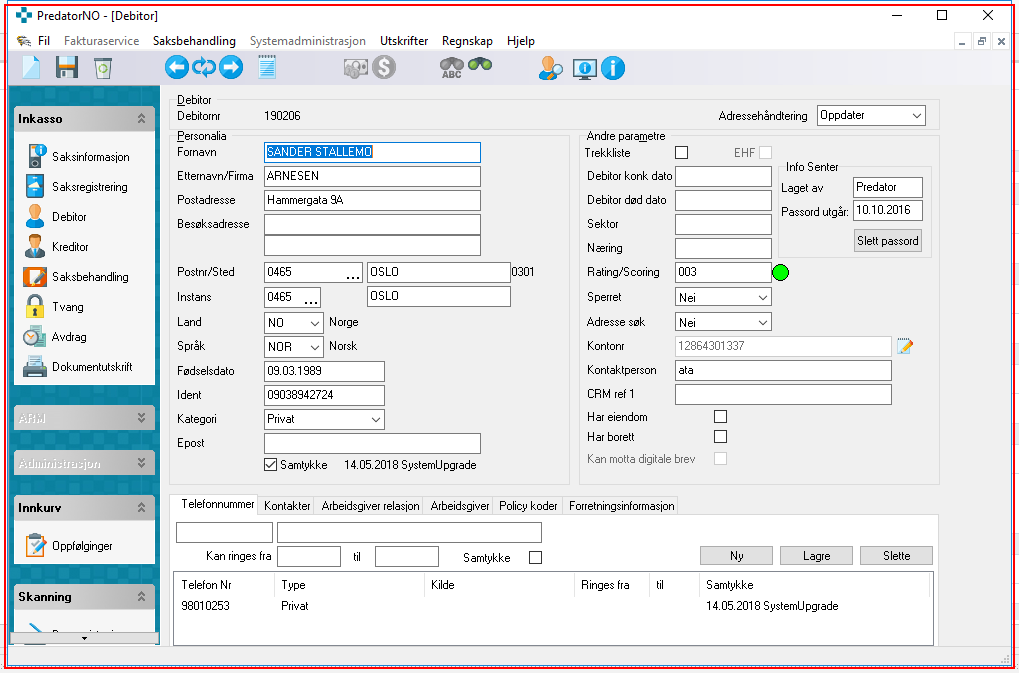 PredatorNO - [Debitor]
Fil Fakturaservice Saksbehandling Systemadministrasjon Utskrifter Regnskap Hjelp
ABC
Inkasso
Saksinformasjon
Saksregistrering
Debitor
Kreditor
Saksbehandling
Tvang
Avdrag
Dokumentutskrift
ARM
Administrasjon
Innkurv
Oppfølginger
Skanning
Debitor
Debitornr 190206
Adressehåndtering Oppdater
Personalia
Fornavn SANDER STALLEMO
Etternavn/Firma ARNESEN
Postadresse Hammergata 9A
Besøksadresse
Postnr/Sted 0465 ... OSLO 0301
Instans 0465 ... OSLO
Land NO Norge
Språk NOR Norsk
Fødselsdato 09.03.1989
Ident 09038942724
Kategori Privat
Epost
Samtykke 14.05.2018 SystemUpgrade
Andre parametre
Trekkliste EHF
Debitor konk dato
Debitor død dato
Sektor
Næring
Rating/Scoring 003
Sperret Nei
Adresse søk Nei
Kontonr 12864301337
Kontaktperson ata
CRM ref 1
Har eiendom
Har borett
Kan motta digitale brev
Info Senter
Laget av Predator
Passord utgår: 10.10.2016
Slett passord
Telefonnummer Kontakter Arbeidsgiver relasjon Arbeidsgiver Policy koder Forretningsinformasjon
Kan ringes fra til Samtykke Ny Lagre Slette
Telefon Nr Type Kilde Ringes fra til Samtykke
98010253 Privat 14.05.2018 SystemUpgrade